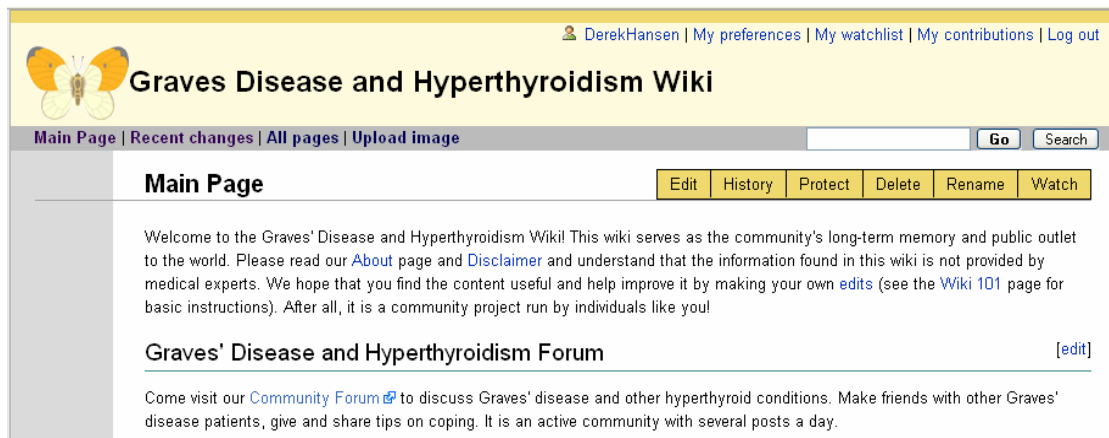 DerekHansen | My preferences | My watchlist | My contributions | Log out
Graves Disease and Hyperthyroidism Wiki
Main Page | Recent changes | All pages | Upload image
Go Search
Main Page
Edit History Protect Delete Rename Watch
Welcome to the Graves' Disease and Hyperthyroidism Wiki! This wiki serves as the community's long-term memory and public outlet
to the world. Please read our About page and Disclaimer and understand that the information found in this wiki is not provided by
medical experts. We hope that you find the content useful and help improve it by making your own edits (see the Wiki 101 page for
basic instructions). After all, it is a community project run by individuals like you!
Graves' Disease and Hyperthyroidism Forum [edit]
Come visit our Community Forum to discuss Graves' disease and other hyperthyroid conditions. Make friends with other Graves'
disease patients, give and share tips on coping. It is an active community with several posts a day.